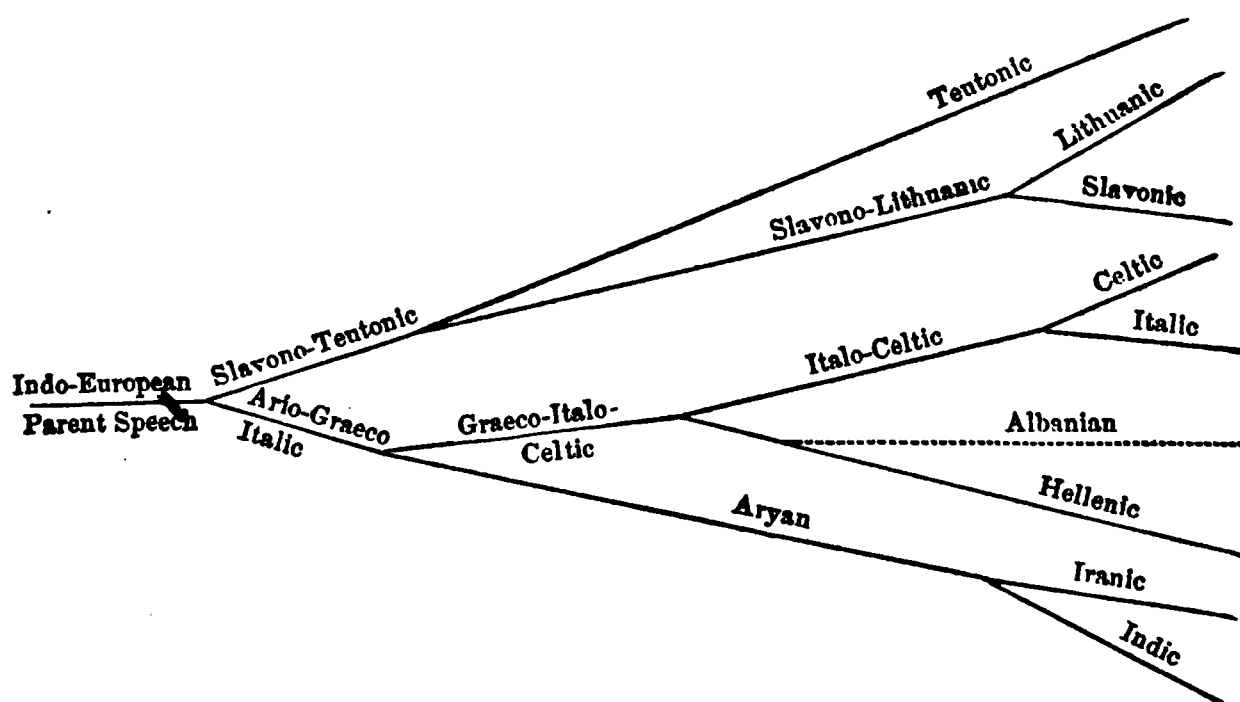 Teutonic
Lithuanic
Slavono-Lithuanic
Slavonic
Celtic
Slavono-Teutonic
Italo-Celtic
Italic
Indo-European
Parent Speech
Ario-Graeco
Italic
Graeco-Italo-
Celtic
Albanian
Hellenic
Aryan
Iranic
Indic